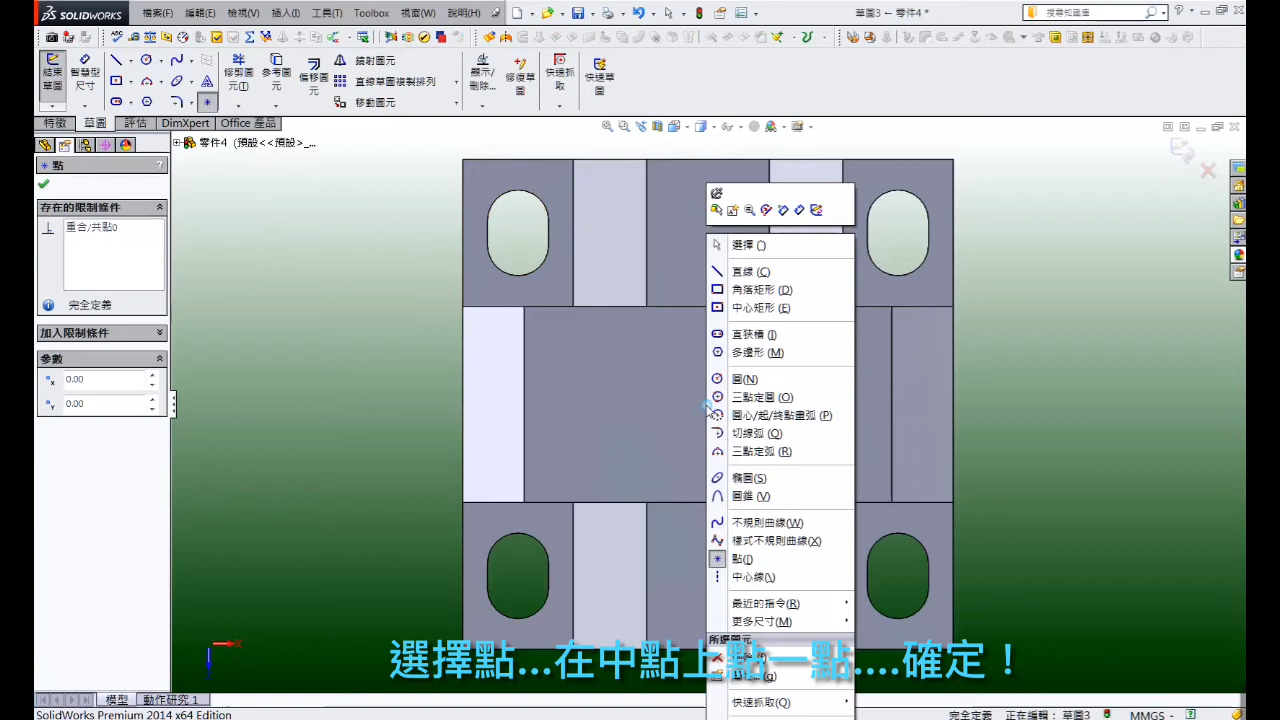 SOLIDWORKS
檔案(F) 編輯(E) 檢視(V) 插入(I) 工具(T) Toolbox 視窗(W) 說明(H)
草圖3 ← 零件4 *
搜尋知識庫
結束草圖
智慧型尺寸
修剪圖元(T)
參考圖元
偏移圖元
鏡射圖元
直線草圖複製排列
移動圖元
顯示/刪除...
修復草圖
快速抓取
快速草圖
特徵 草圖 評估 DimXpert Office 產品
零件4 (預設<<預設>_...
點
?
存在的限制條件
重合/共點0
完全定義
加入限制條件
參數
0.00
0.00
選擇 (')
直線 (C)
角落矩形 (D)
中心矩形 (E)
直狹槽 (I)
多邊形 (M)
圓(N)
三點定圓 (O)
圓心/起/終點畫弧 (P)
切線弧 (Q)
三點定弧 (R)
橢圓(S)
圓錐 (V)
不規則曲線(W)
樣式不規則曲線(X)
點(])
中心線(\)
最近的指令(R)
更多尺寸(M)
所選圖元
快速抓取(Q)
選擇點...在中點上點一點....確定！
模型 動作研究 1
SolidWorks Premium 2014 x64 Edition
完全定義 正在編輯: 草圖3 MMGS